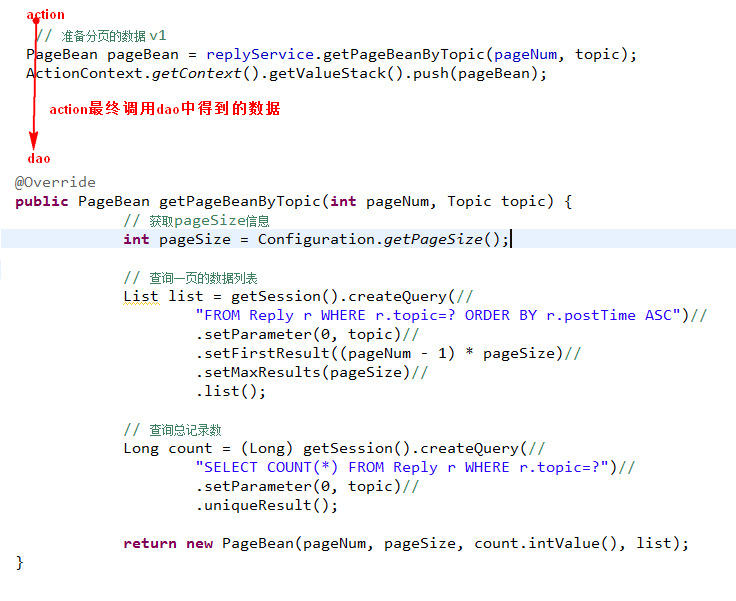 action
// 准备分页的数据 v1
PageBean pageBean = replyService.getPageBeanByTopic(pageNum, topic);
ActionContext.getContext().getValueStack().push(pageBean);
action最终调用dao中得到的数据
dao
@Override
public PageBean getPageBeanByTopic(int pageNum, Topic topic) {
// 获取pageSize信息
int pageSize = Configuration.getPageSize();
// 查询一页的数据列表
List list = getSession().createQuery(//
"FROM Reply r WHERE r.topic=? ORDER BY r.postTime ASC")//
.setParameter(0, topic)//
.setFirstResult((pageNum - 1) * pageSize)//
.setMaxResults(pageSize)//
.list();
// 查询总记录数
Long count = (Long) getSession().createQuery(//
"SELECT COUNT(*) FROM Reply r WHERE r.topic=?")//
.setParameter(0, topic)//
.uniqueResult();
return new PageBean(pageNum, pageSize, count.intValue(), list);
}